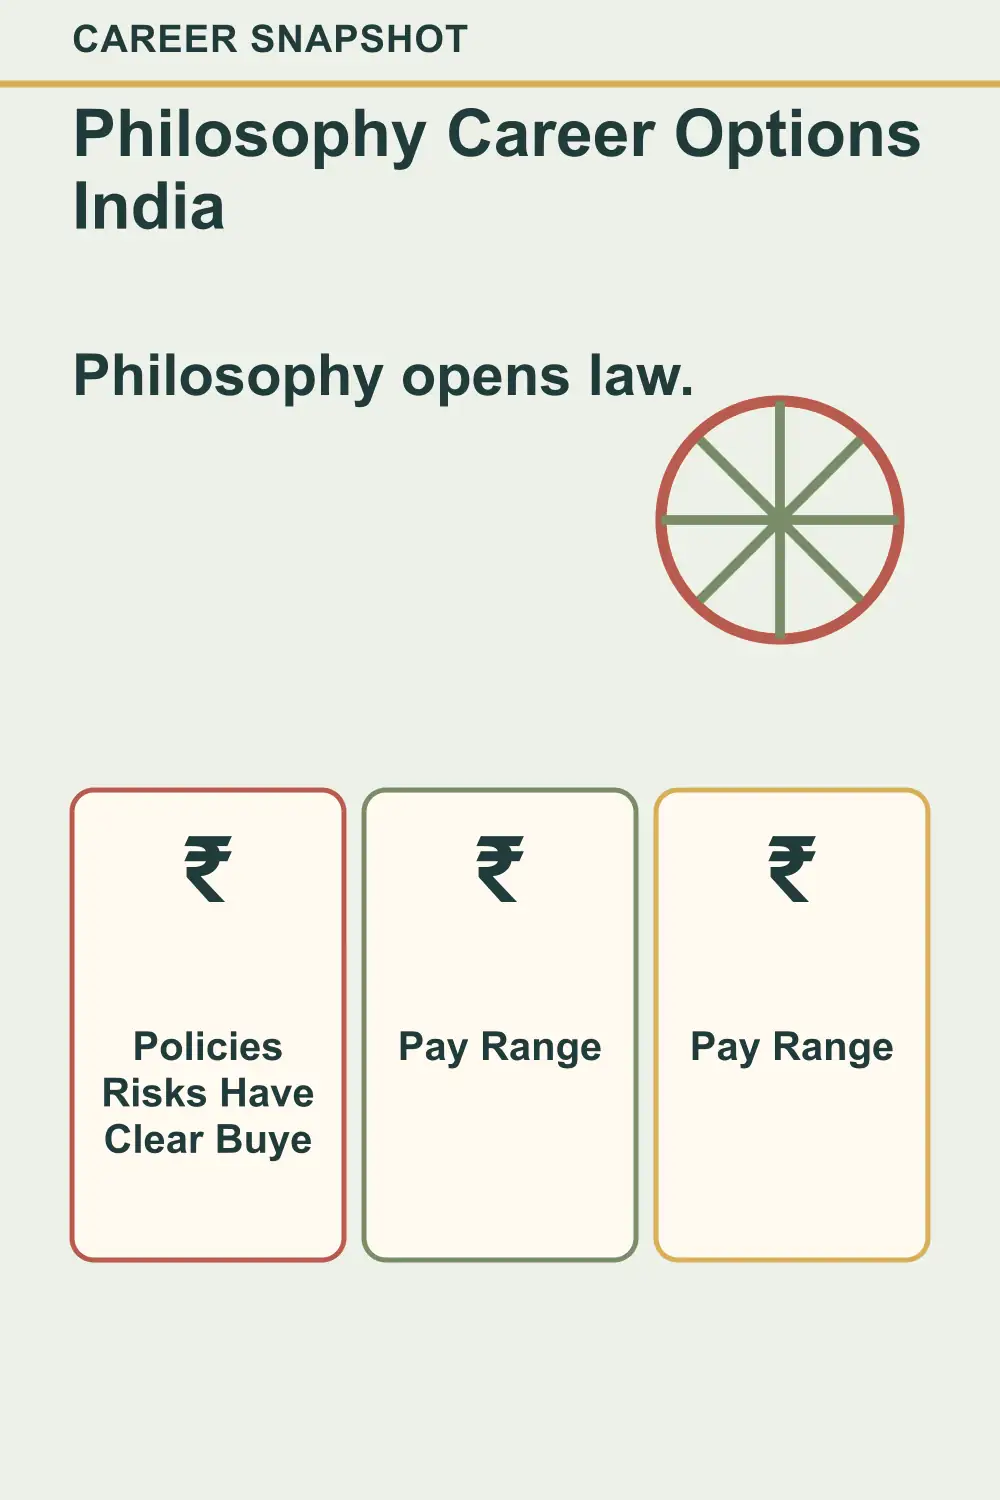 CAREER SNAPSHOT
Philosophy Career Options
India
Philosophy opens law.
₹
₹
₹
Policies
Risks Have
Clear Buye
Pay Range
Pay Range